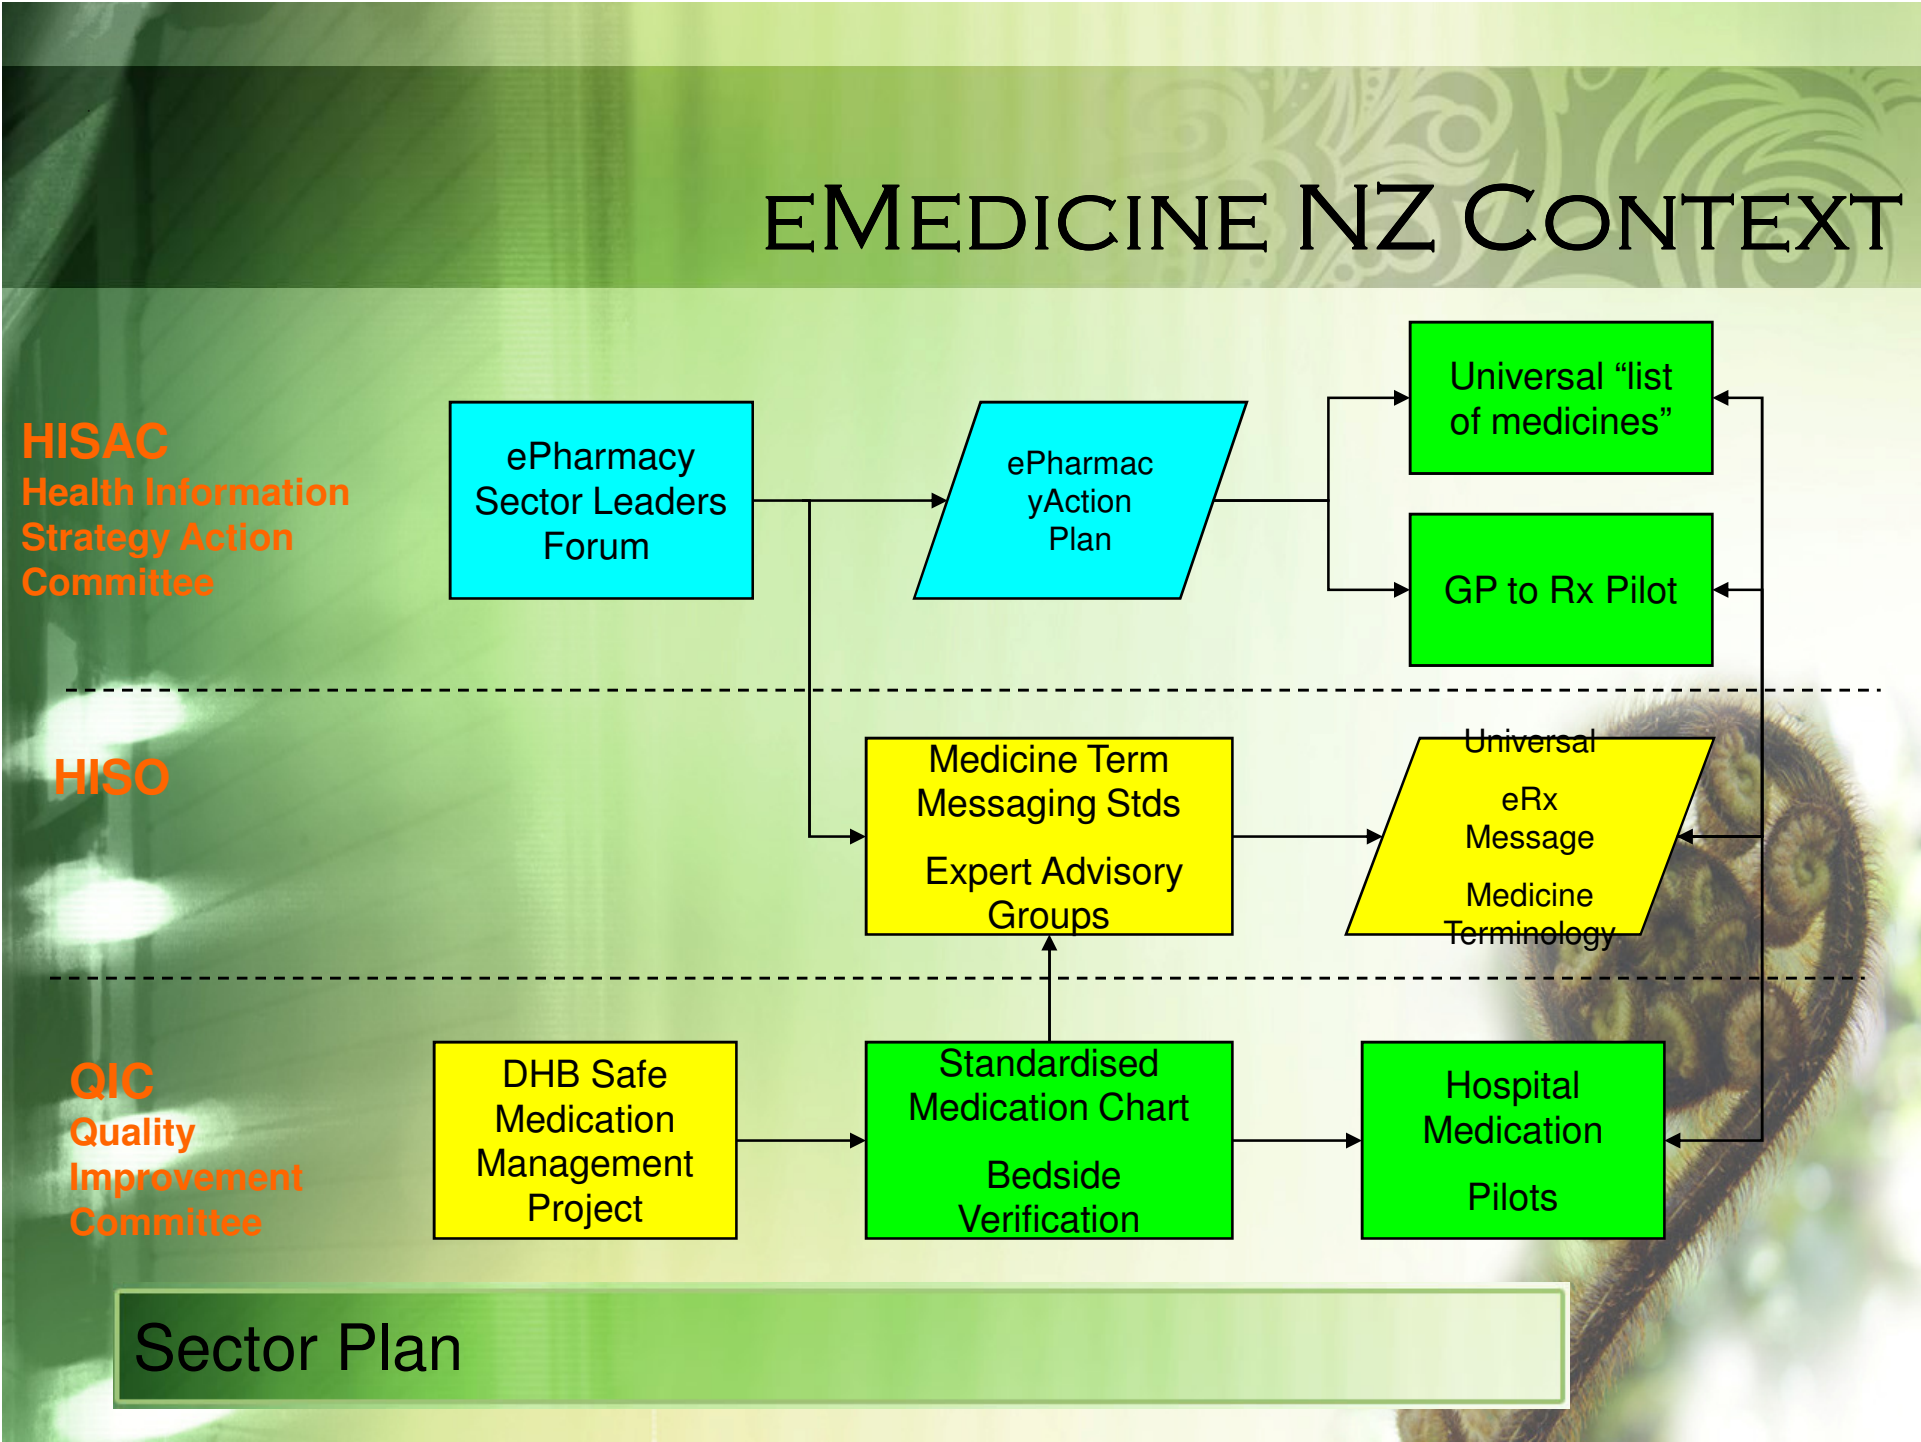 eMedicine NZ Context
HISAC
Health Information
Strategy Action
Committee
ePharmacy
Sector Leaders
Forum
ePharmac
yAction
Plan
Universal “list
of medicines”
GP to Rx Pilot
HISO
Medicine Term
Messaging Stds
Expert Advisory
Groups
Universal
eRx
Message
Medicine
Terminology
QIC
Quality
Improvement
Committee
DHB Safe
Medication
Management
Project
Standardised
Medication Chart
Bedside
Verification
Hospital
Medication
Pilots
Sector Plan